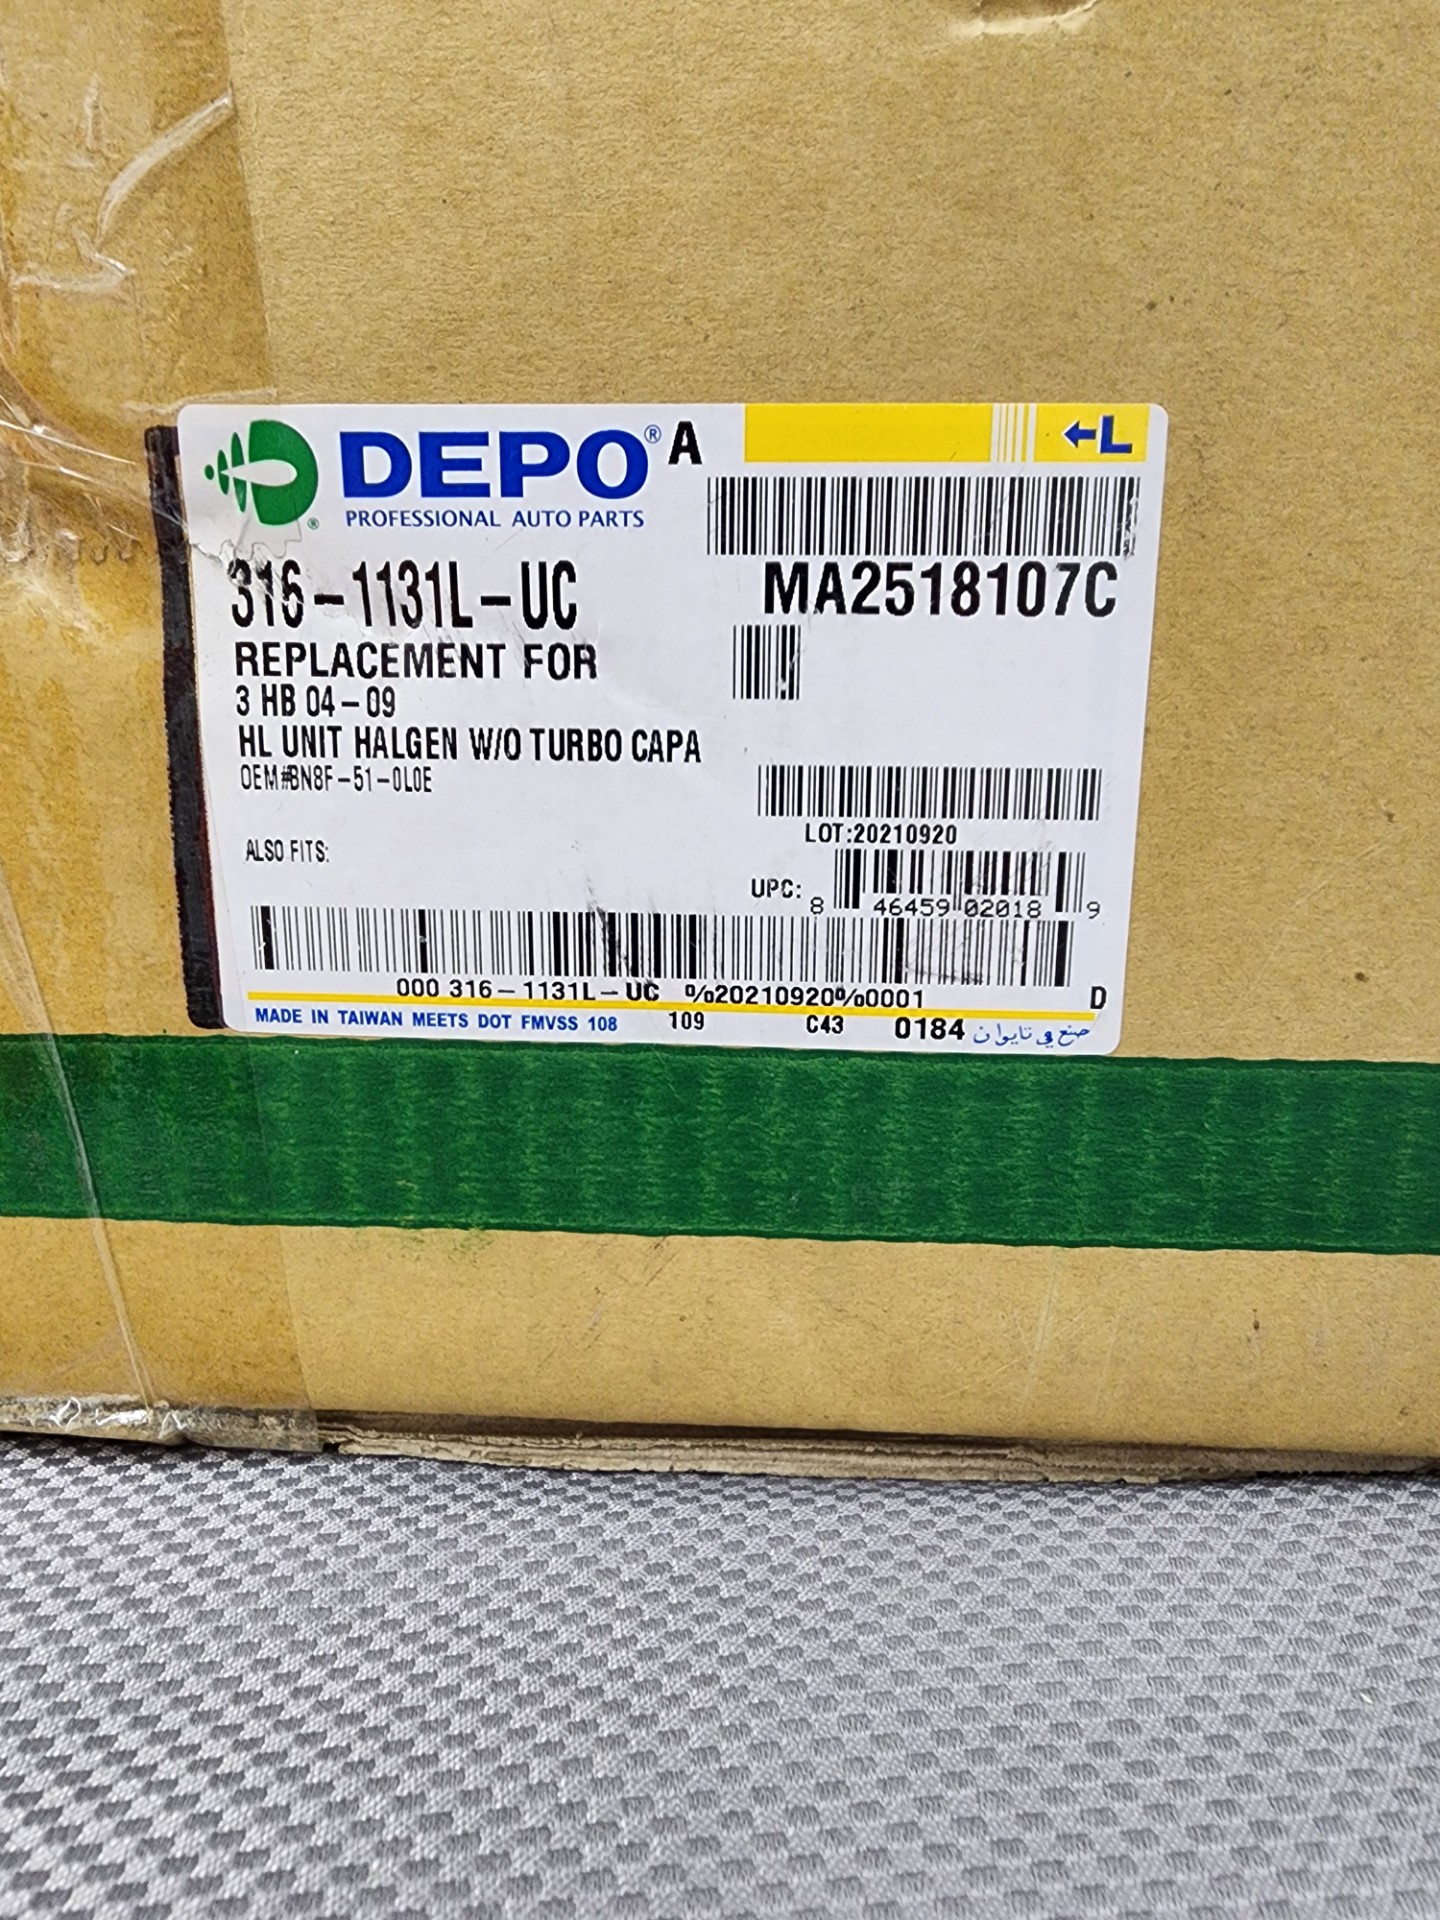 DEPO® A
←L
PROFESSIONAL AUTO PARTS
®
316-1131L-UC
MA2518107C
REPLACEMENT FOR
3 HB 04-09
HL UNIT HALGEN W/O TURBO CAPA
OEM#BN8F-51-0L0E
LOT:20210920
ALSO FITS:
UPC: 8 46459 02018 9
000 316-1131L-UC %20210920%0001
D
MADE IN TAIWAN MEETS DOT FMVSS 108 109 C43 0184 صنع في تايوان